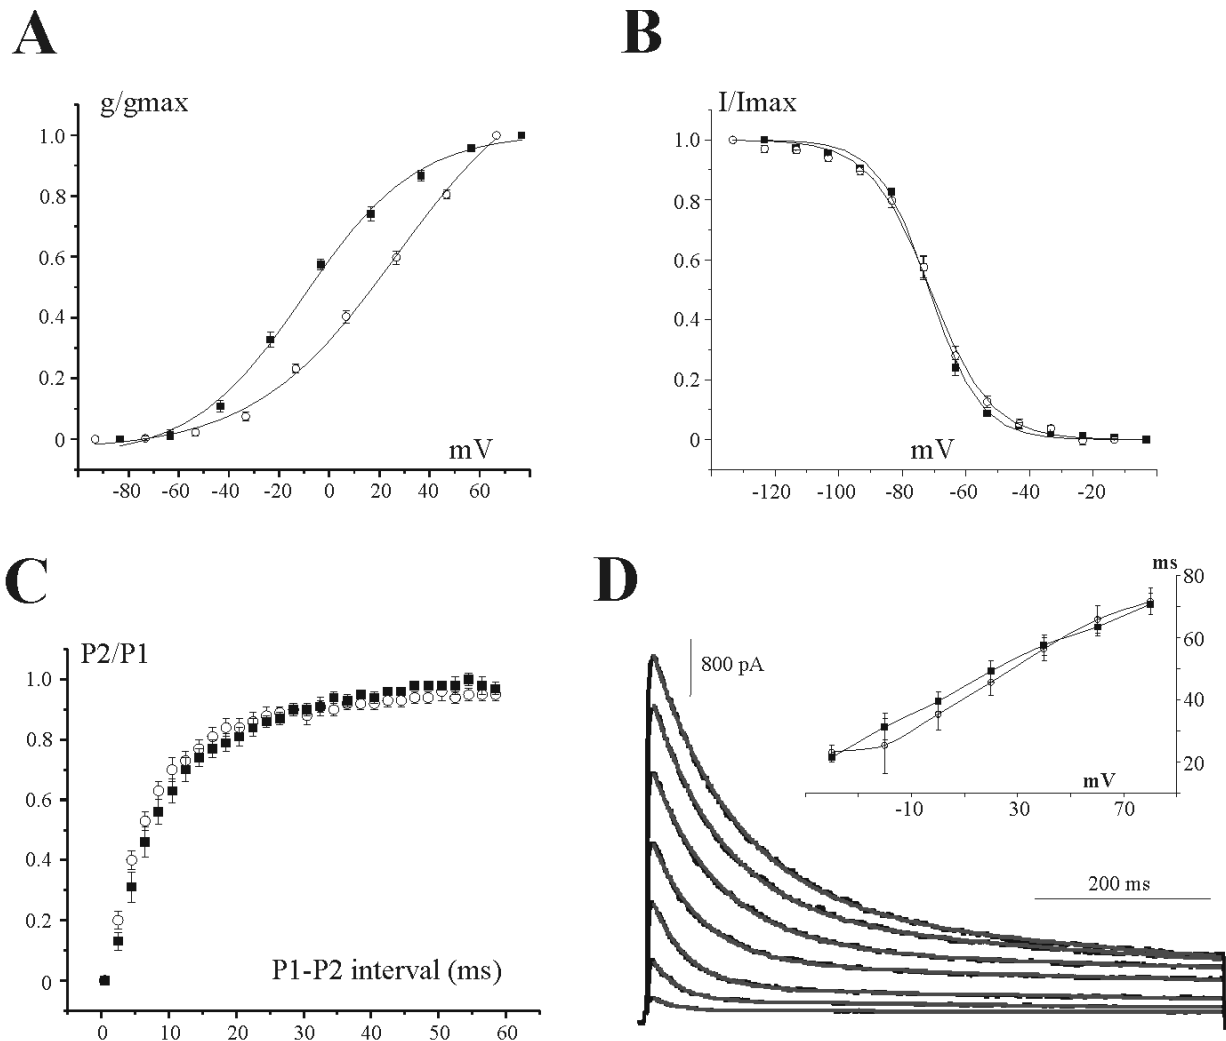 A
B
g/gmax
I/Imax
1.0
0.8
0.6
0.4
0.2
0
mV
-80 -60 -40 -20 0 20 40 60
1.0
0.8
0.6
0.4
0.2
0
mV
-120 -100 -80 -60 -40 -20
C
D
P2/P1
1.0
0.8
0.6
0.4
0.2
0
P1-P2 interval (ms)
0 10 20 30 40 50 60
800 pA
ms
80
60
40
20
mV
-10 30 70
200 ms